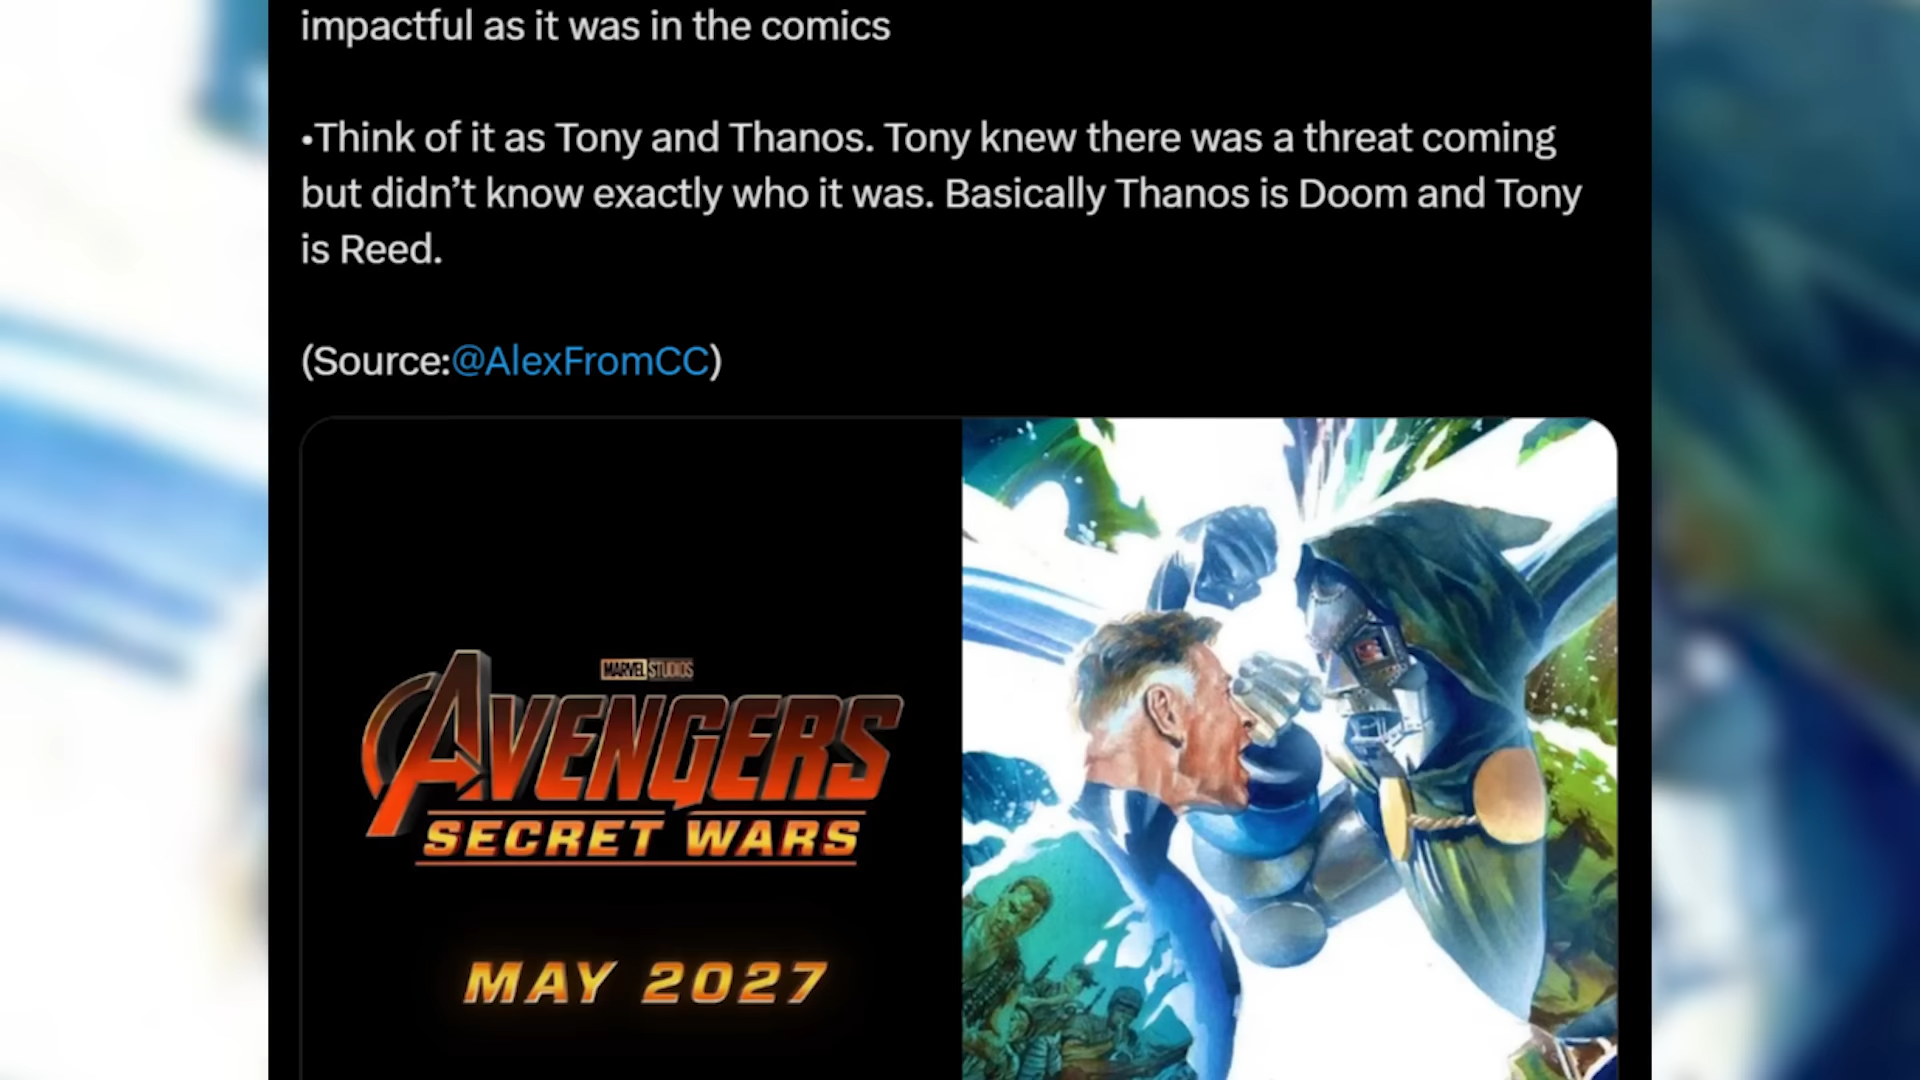 impactful as it was in the comics
•Think of it as Tony and Thanos. Tony knew there was a threat coming
but didn’t know exactly who it was. Basically Thanos is Doom and Tony
is Reed.
(Source:@AlexFromCC)
MARVEL STUDIOS
AVENGERS
SECRET WARS
MAY 2027